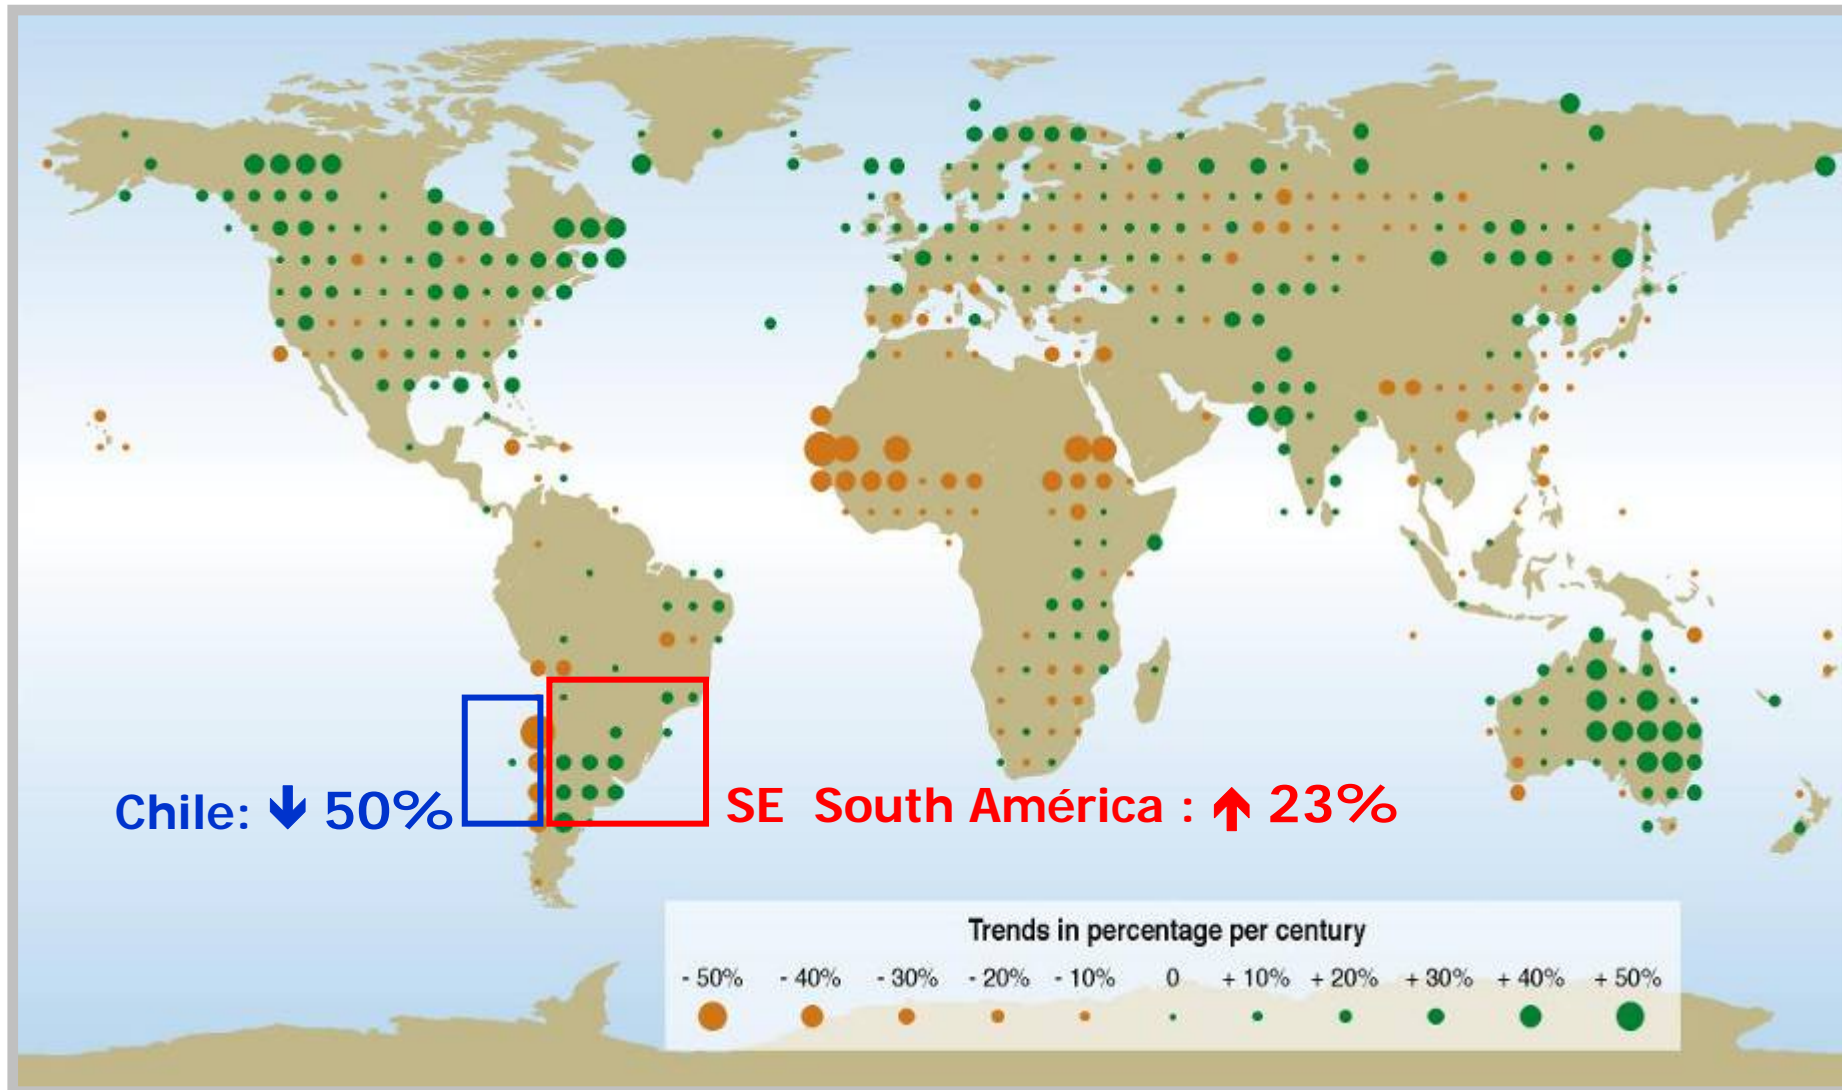 Chile: 🡻 50%
SE South América : 🡹 23%
Trends in percentage per century
- 50% - 40% - 30% - 20% - 10% 0 + 10% + 20% + 30% + 40% + 50%